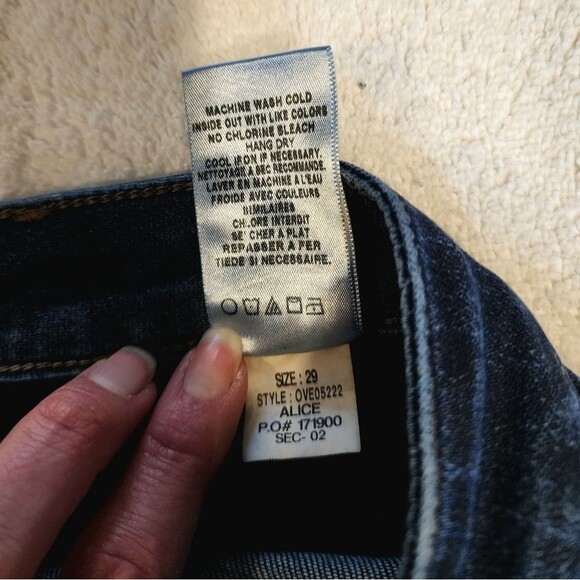 MACHINE WASH COLD
INSIDE OUT WITH LIKE COLORS
NO CHLORINE BLEACH
HANG DRY
COOL IRON IF NECESSARY.
NETTOYAGE A SEC RECOMMANDE.
LAVER EN MACHINE A L'EAU
FROIDE AVEC COULEURS
SIMILAIRES
CHLORE INTERDIT
SECHER A PLAT
REPASSER A FER
TIEDE SI NECESSAIRE.
SIZE : 29
STYLE : OVE05222
ALICE
P.O# 171900
SEC- 02